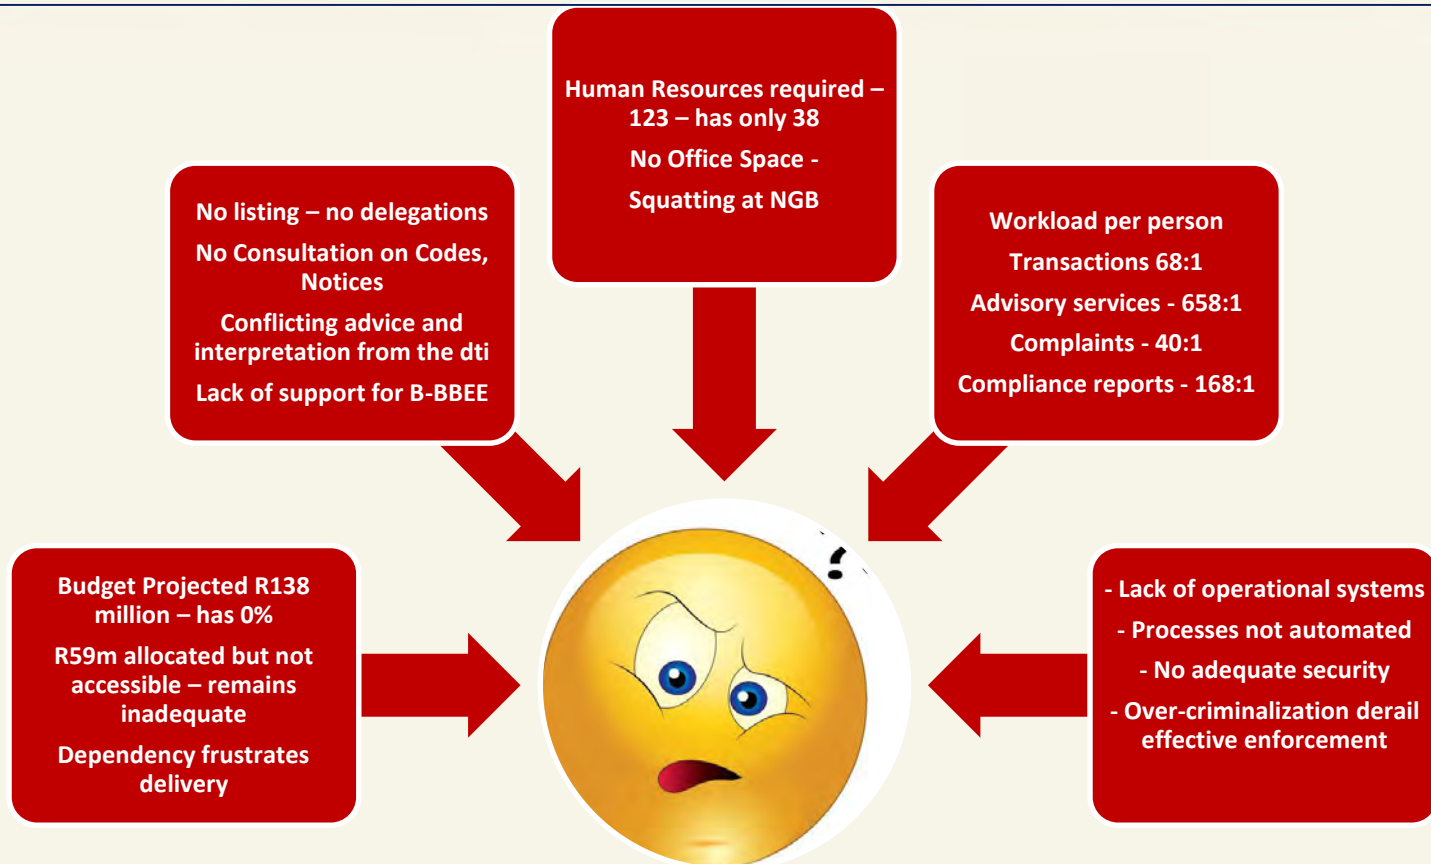 Human Resources required –
123 – has only 38
No Office Space -
Squatting at NGB
No listing – no delegations
No Consultation on Codes,
Notices
Conflicting advice and
interpretation from the dti
Lack of support for B-BBEE
Workload per person
Transactions 68:1
Advisory services - 658:1
Complaints - 40:1
Compliance reports - 168:1
Budget Projected R138
million – has 0%
R59m allocated but not
accessible – remains
inadequate
Dependency frustrates
delivery
?
- Lack of operational systems
- Processes not automated
- No adequate security
- Over-criminalization derail
effective enforcement